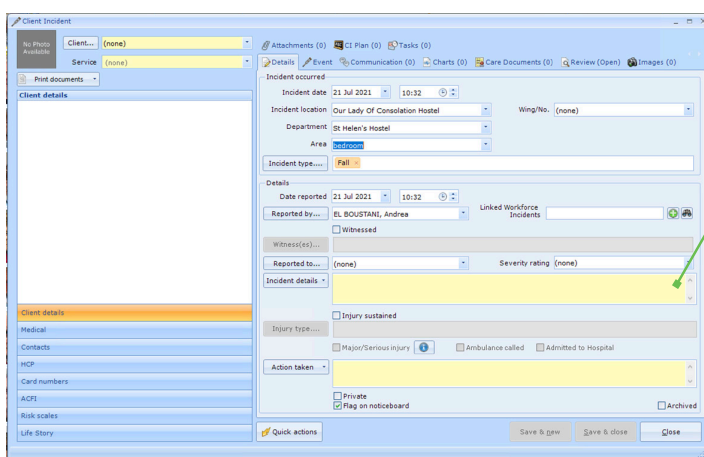 Client Incident
No Photo Available
Client... (none)
Service (none)
Print documents
Client details
Client details
Medical
Contacts
HCP
Card numbers
ACFI
Risk scales
Life Story
Attachments (0) CI Plan (0) Tasks (0)
Details Event Communication (0) Charts (0) Care Documents (0) Review (Open) Images (0)
Incident occurred
Incident date 21 Jul 2021 10:32
Incident location Our Lady Of Consolation Hostel Wing/No. (none)
Department St Helen's Hostel
Area bedroom
Incident type.... Fall
Details
Date reported 21 Jul 2021 10:32
Reported by... EL BOUSTANI, Andrea Linked Workforce Incidents
Witnessed
Witness(es)...
Reported to... (none) Severity rating (none)
Incident details
Injury sustained
Injury type....
Major/Serious injury Ambulance called Admitted to Hospital
Action taken
Private
Flag on noticeboard Archived
Quick actions Save & new Save & close Close